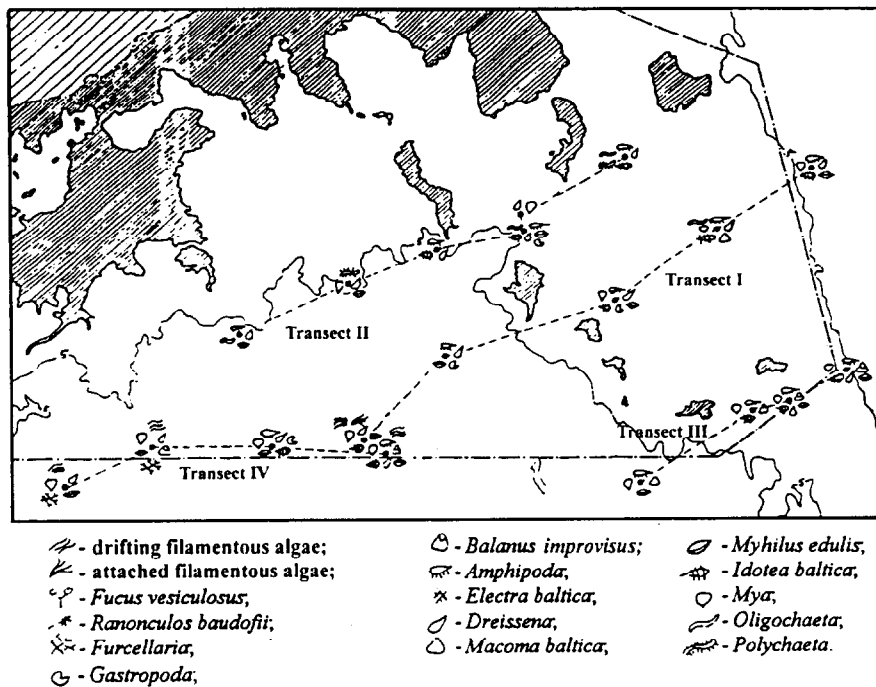 Transect I
Transect II
Transect III
Transect IV
- drifting filamentous algae;
- attached filamentous algae;
- Fucus vesiculosus,
- Ranonculos baudofii;
- Furcellaria,
- Gastropoda;
- Balanus improvisus;
- Amphipoda,
- Electra baltica,
- Dreissena,
- Macoma baltica,
- Myhilus edulis,
- Idotea baltica,
- Mya,
- Oligochaeta,
- Polychaeta.